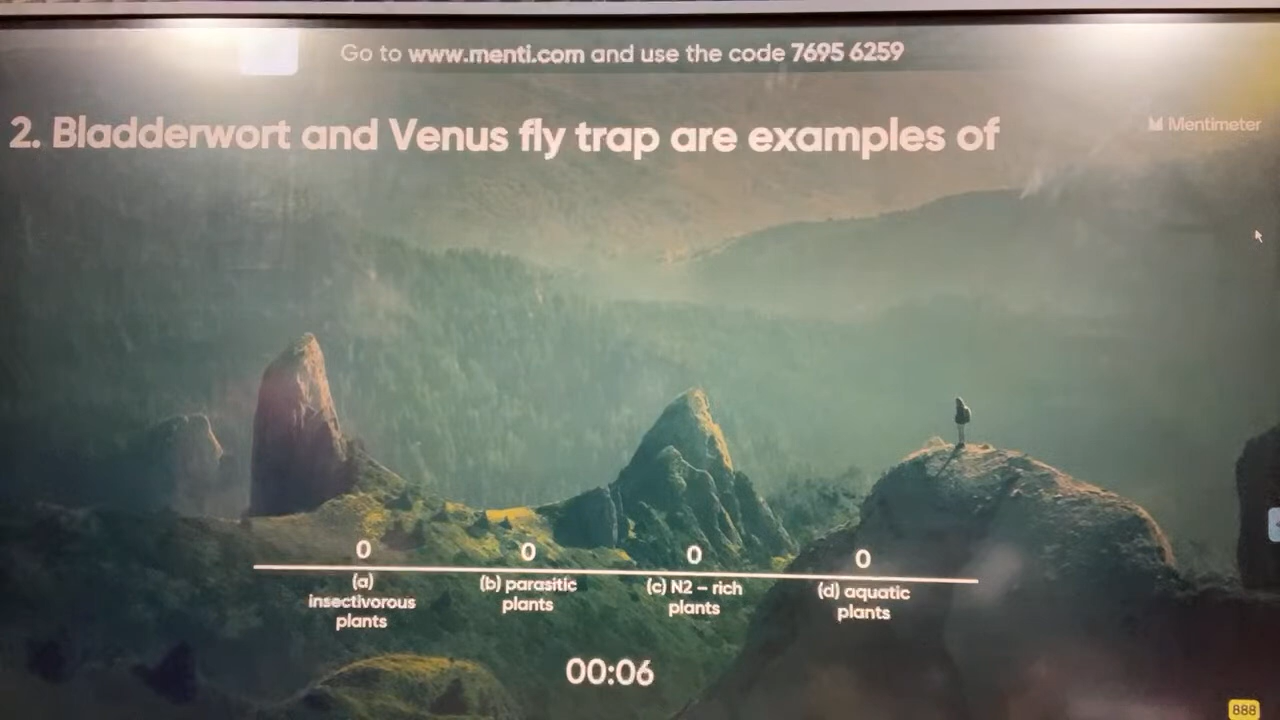 Go to www.menti.com and use the code 7695 6259
2. Bladderwort and Venus fly trap are examples of
Mentimeter
0
0
0
0
(a)
insectivorous
plants
(b) parasitic
plants
(c) N2 – rich
plants
(d) aquatic
plants
00:06
888